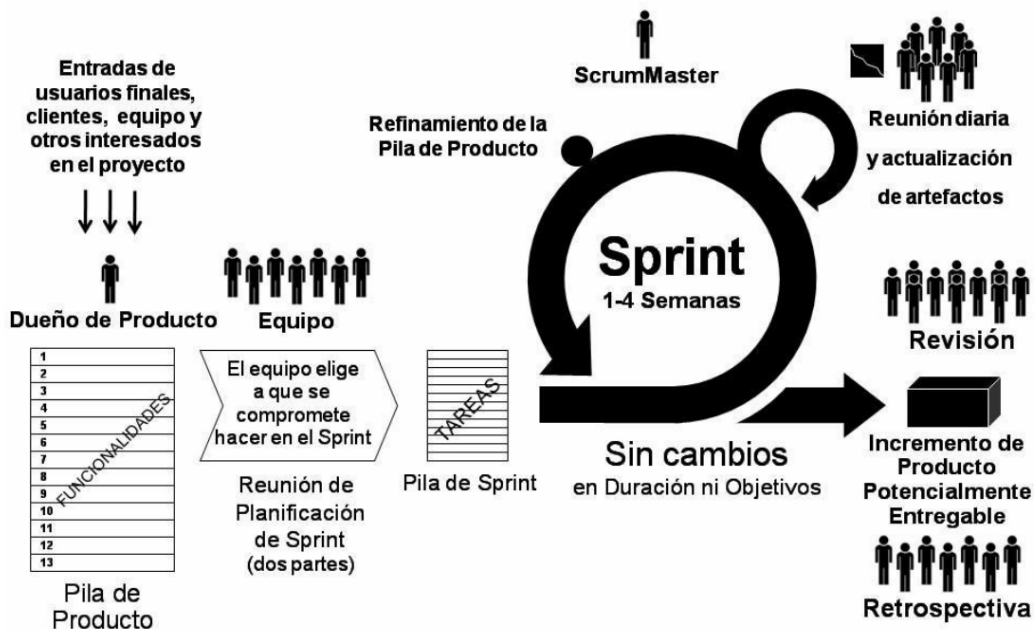 Entradas de
usuarios finales,
clientes, equipo y
otros interesados
en el proyecto
Dueño de Producto
1
2
3
4
5
6
7
8
9
10
11
12
13
FUNCIONALIDADES
Pila de
Producto
Equipo
El equipo elige
a que se
compromete
hacer en el Sprint
Reunión de
Planificación
de Sprint
(dos partes)
TAREAS
Pila de Sprint
ScrumMaster
Refinamiento de la
Pila de Producto
Sprint
1-4 Semanas
Sin cambios
en Duración ni Objetivos
Reunión diaria
y actualización
de artefactos
Revisión
Incremento de
Producto
Potencialmente
Entregable
Retrospectiva